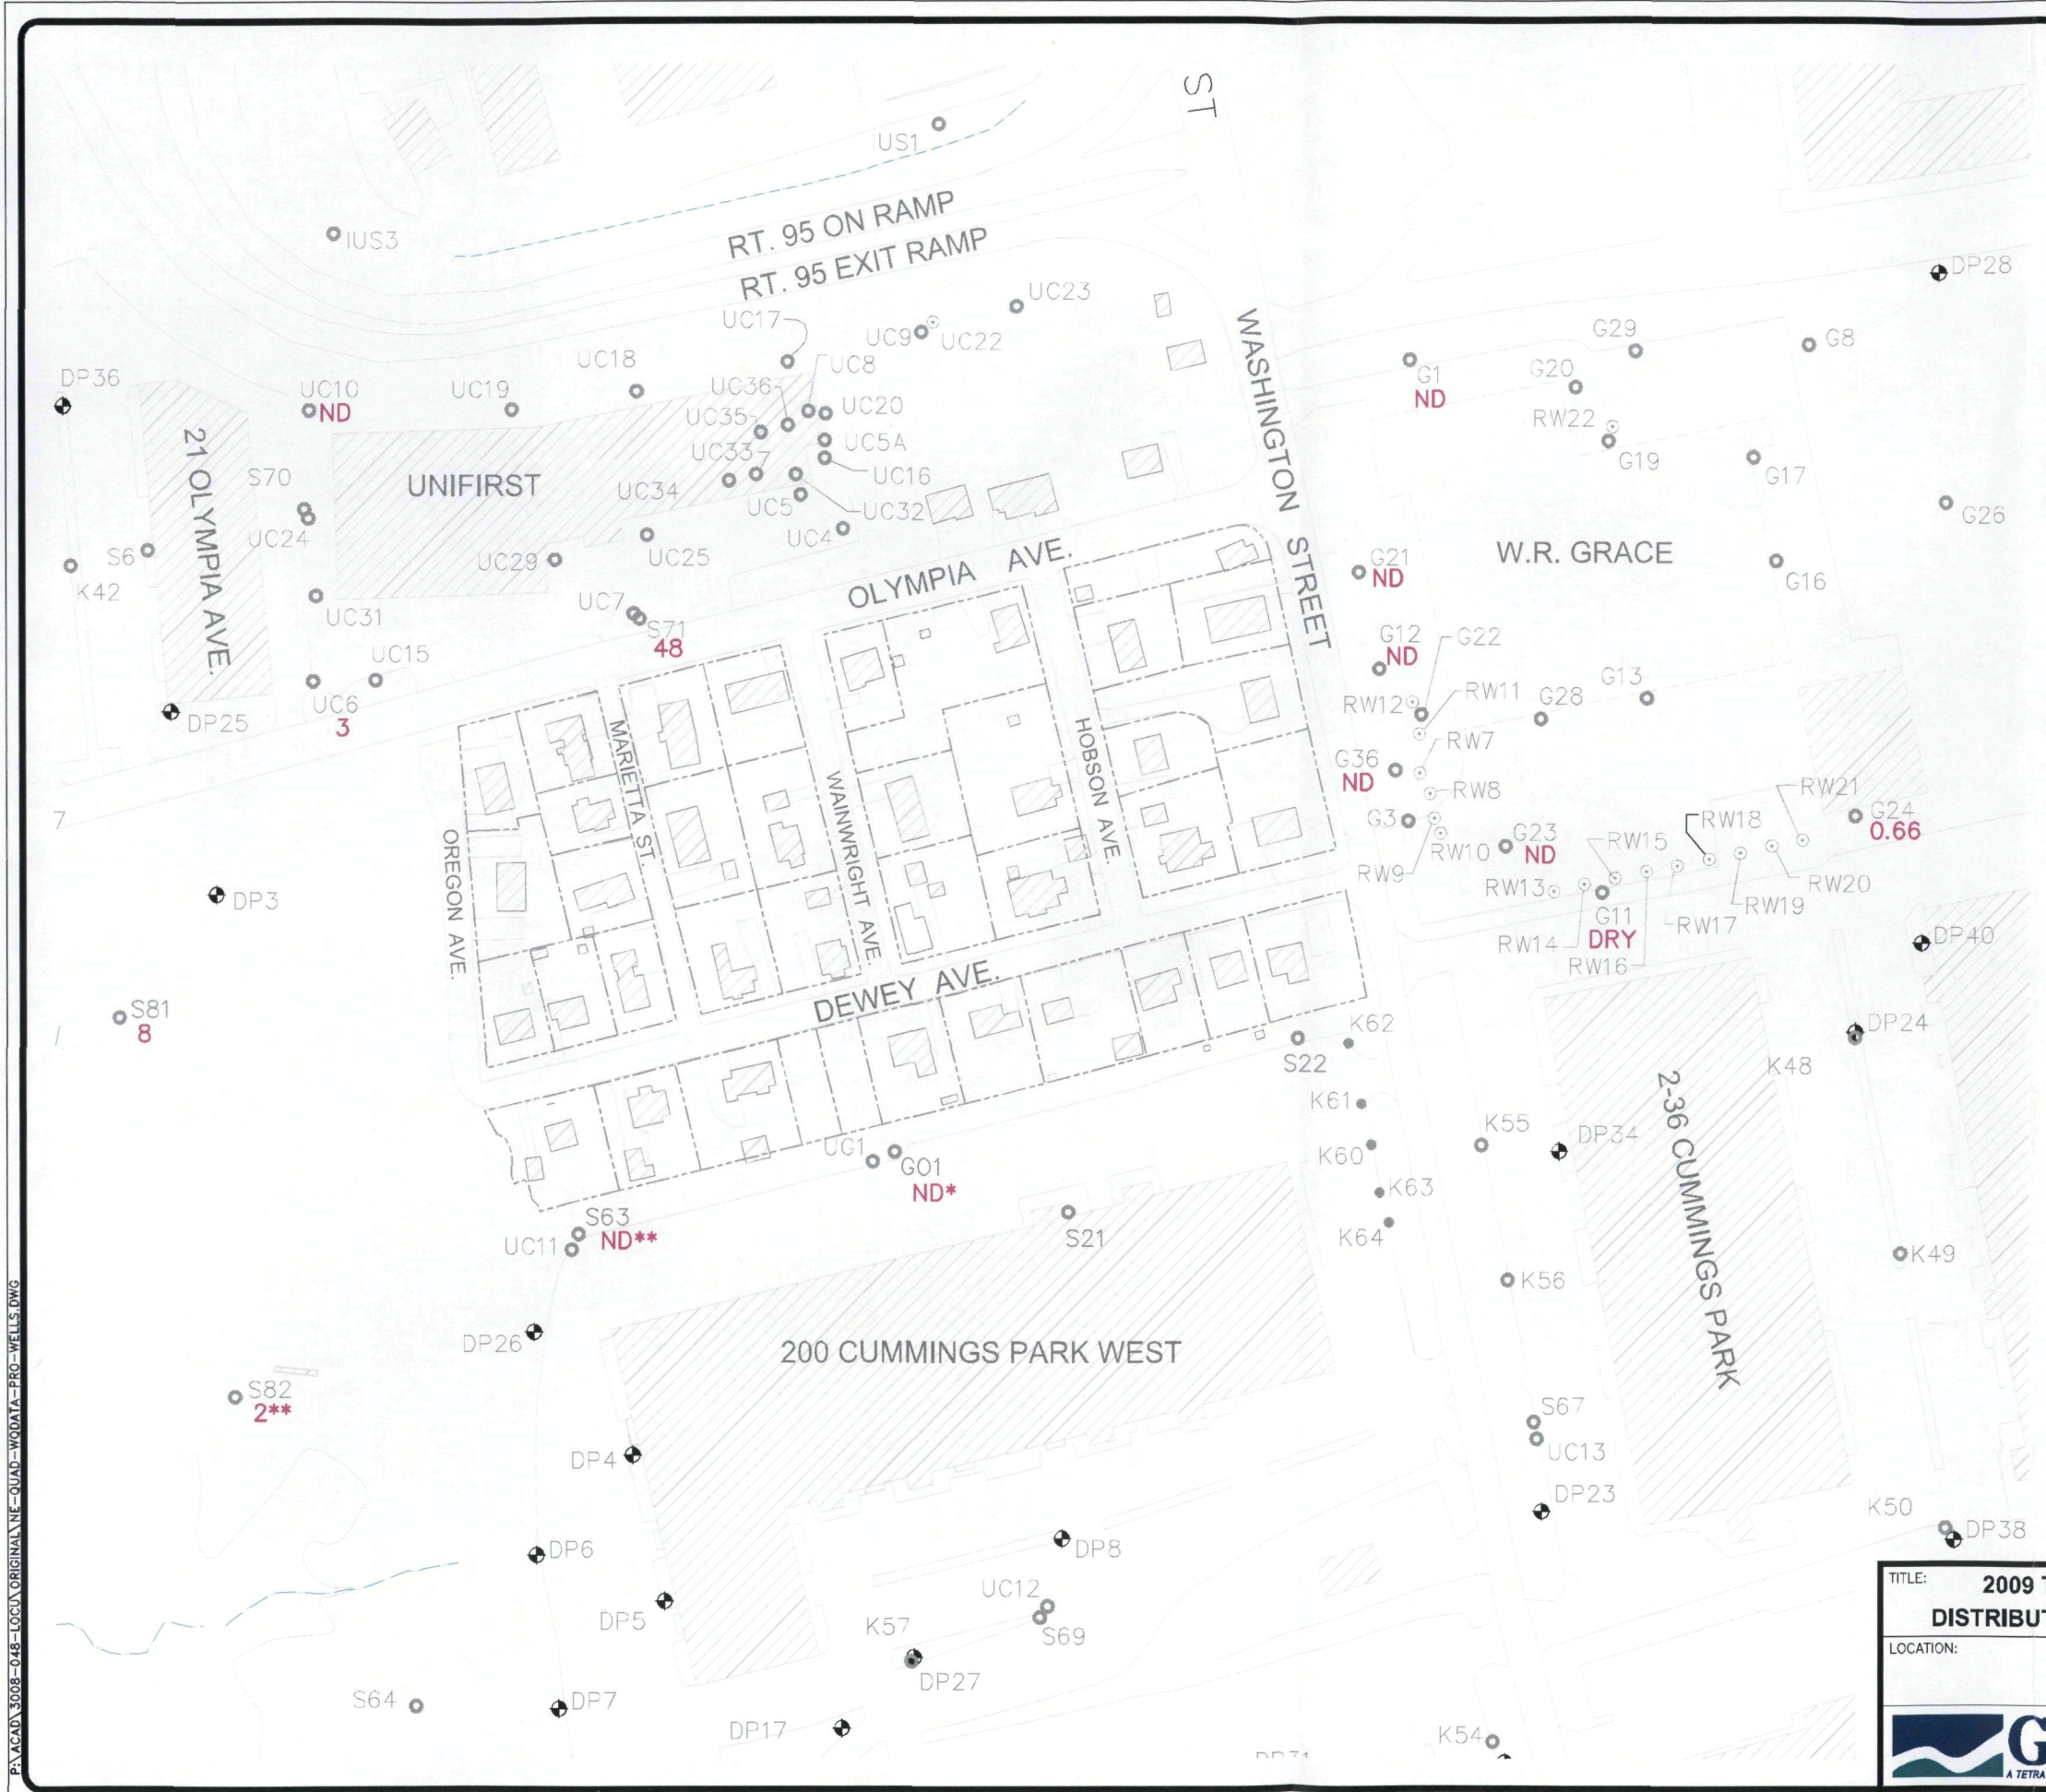 ST
US1
RT. 95 ON RAMP
RT. 95 EXIT RAMP
IUS3
DP28
UC23
UC17
UC9
UC22
WASHINGTON STREET
G29
G8
UC18
UC8
G1
ND
G20
DP36
UC10
ND
UC19
UC36
UC20
RW22
UC35
UC5A
G19
21 OLYMPIA AVE.
UC33
UC16
G17
S70
UNIFIRST
UC34
UC5
UC32
G26
UC24
UC4
S6
UC29
UC25
OLYMPIA AVE.
G21
ND
W.R. GRACE
K42
G16
UC31
UC7
S71
48
G12
ND
G22
UC15
RW11
G13
UC6
3
RW12
G28
DP25
MARIETTA ST.
HOBSON AVE.
RW7
G36
ND
WAINWRIGHT AVE.
RW8
RW21
7
G3
RW18
G24
0.66
OREGON AVE.
G23
ND
RW15
RW10
RW9
RW13
RW20
DP3
G11
DRY
RW19
RW17
RW14
RW16
DP40
DEWEY AVE.
S81
8
K62
DP24
S22
K48
K61
2-36 CUMMINGS PARK
K55
DP34
UG1
GO1
ND*
K60
K63
S63
ND**
UC11
S21
K64
K49
K56
DP26
200 CUMMINGS PARK WEST
S82
2**
S67
UC13
DP4
DP23
K50
DP38
DP6
DP8
UC12
DP5
S69
K57
DP27
S64
DP7
DP17
K54
TITLE:
2009
LOCATION:
G
A TETRA
P:\ACAD\3008-048-LOCU\ORIGINAL\NE-QUAD-WQDATA-PRO-WELLS.DWG